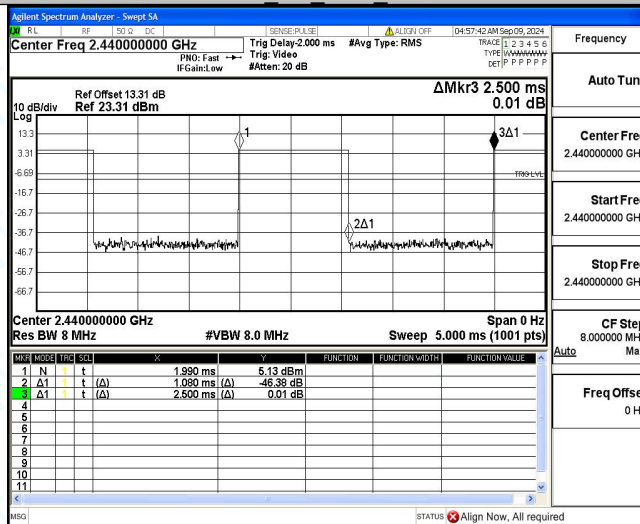 Agilent Spectrum Analyzer - Swept SA
RL RF 50 Ω DC SENSE:PULSE ALIGN OFF 04:57:42 AM Sep 09, 2024
Center Freq 2.440000000 GHz
PNO: Fast
IFGain:Low
Trig Delay-2.000 ms
Trig: Video
#Atten: 20 dB
#Avg Type: RMS
TRACE 1 2 3 4 5 6
TYPE WWWWWW
DET P P P P P P
Frequency
Auto Tun
Center Fre
2.440000000 GH
Start Fre
2.440000000 GH
Stop Fre
2.440000000 GH
CF Ste
8.000000 MH
Auto Ma
Freq Offse
0 H
ΔMkr3 2.500 ms
0.01 dB
Ref Offset 13.31 dB
10 dB/div Ref 23.31 dBm
Log
13.3
3.31
-6.69
-16.7
-26.7
-36.7
-46.7
-56.7
-66.7
1
3Δ1
TRIG LVL
2Δ1
Center 2.440000000 GHz Span 0 Hz
Res BW 8 MHz #VBW 8.0 MHz Sweep 5.000 ms (1001 pts)
MKR MODE TRC SCL X Y FUNCTION FUNCTION WIDTH FUNCTION VALUE
1 N 1 t 1.990 ms 5.13 dBm
2 Δ1 1 t (Δ) 1.080 ms (Δ) -46.38 dB
3 Δ1 1 t (Δ) 2.500 ms (Δ) 0.01 dB
4
5
6
7
8
9
10
11
MSG STATUS Align Now, All required